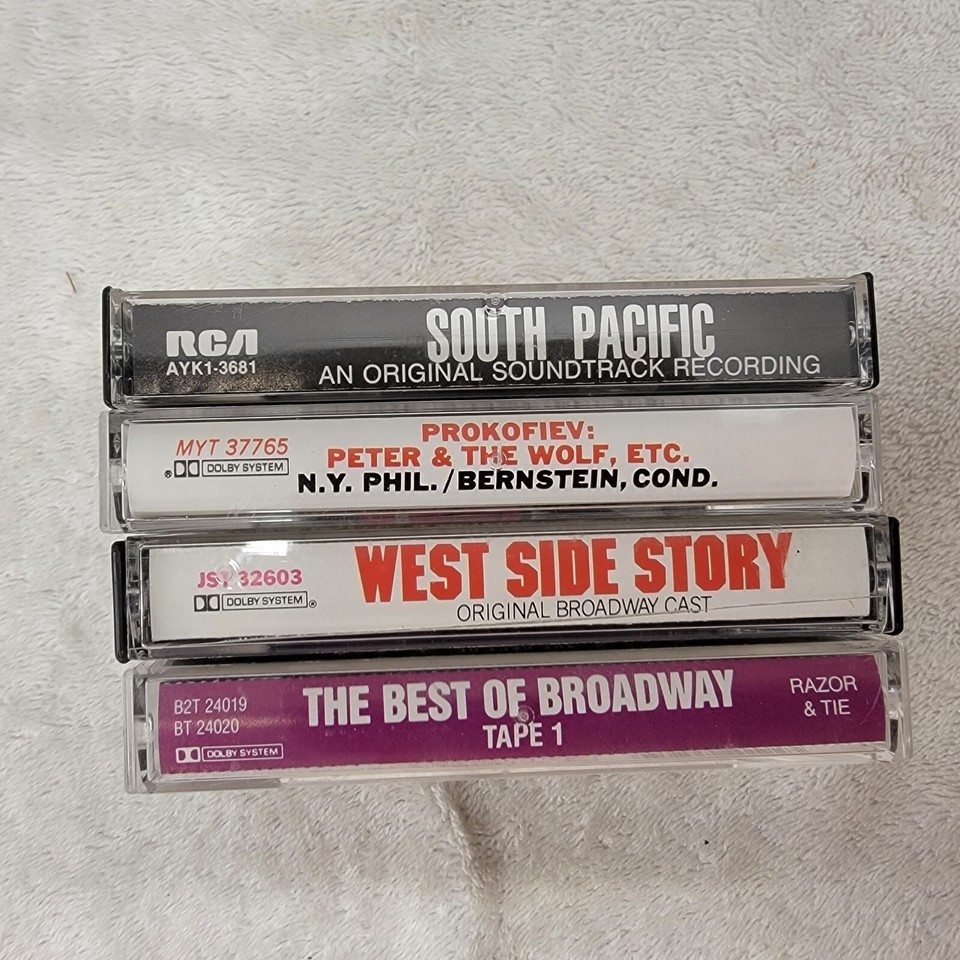 RCA
AYK1-3681
SOUTH PACIFIC
AN ORIGINAL SOUNDTRACK RECORDING
MYT 37765
® DOLBY SYSTEM
PROKOFIEV:
PETER & THE WOLF, ETC.
N.Y. PHIL./BERNSTEIN, COND.
JST 32603
DOLBY SYSTEM ®
WEST SIDE STORY
ORIGINAL BROADWAY CAST
B2T 24019
BT 24020
DOLBY SYSTEM
THE BEST OF BROADWAY
TAPE 1
RAZOR
& TIE